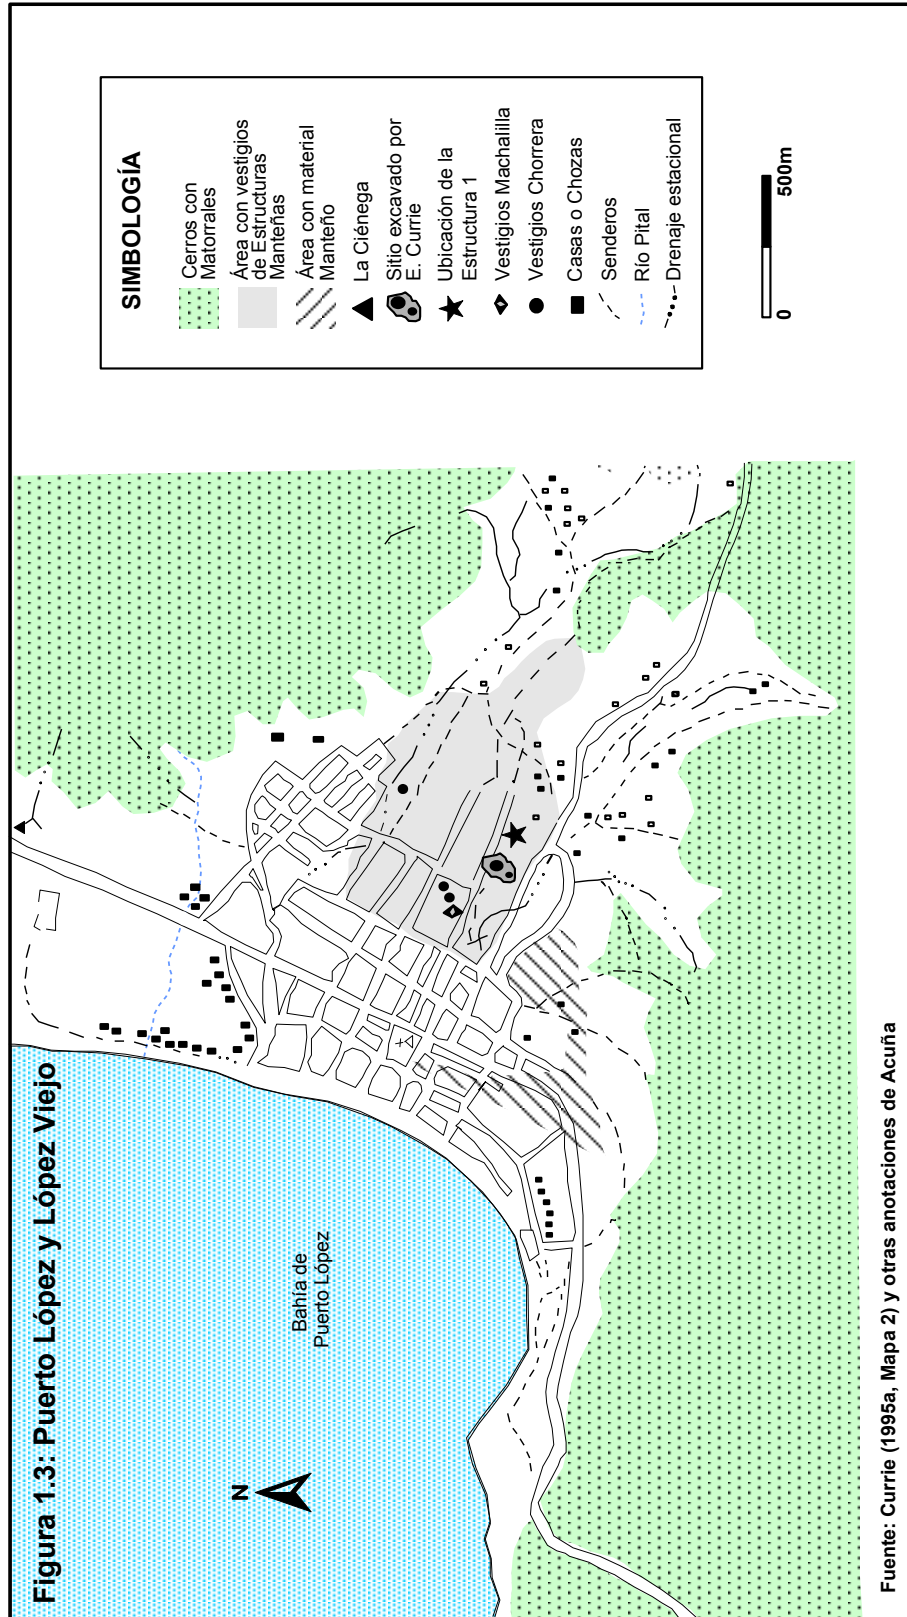 Figura 1.3: Puerto López y López Viejo
N
Bahía de
Puerto López
SIMBOLOGÍA
Cerros con
Matorrales
Área con vestigios
de Estructuras
Manteñas
Área con material
Manteño
La Ciénega
Sitio excavado por
E. Currie
Ubicación de la
Estructura 1
Vestigios Machalilla
Vestigios Chorrera
Casas o Chozas
Senderos
Río Pital
Drenaje estacional
0
500m
Fuente: Currie (1995a, Mapa 2) y otras anotaciones de Acuña